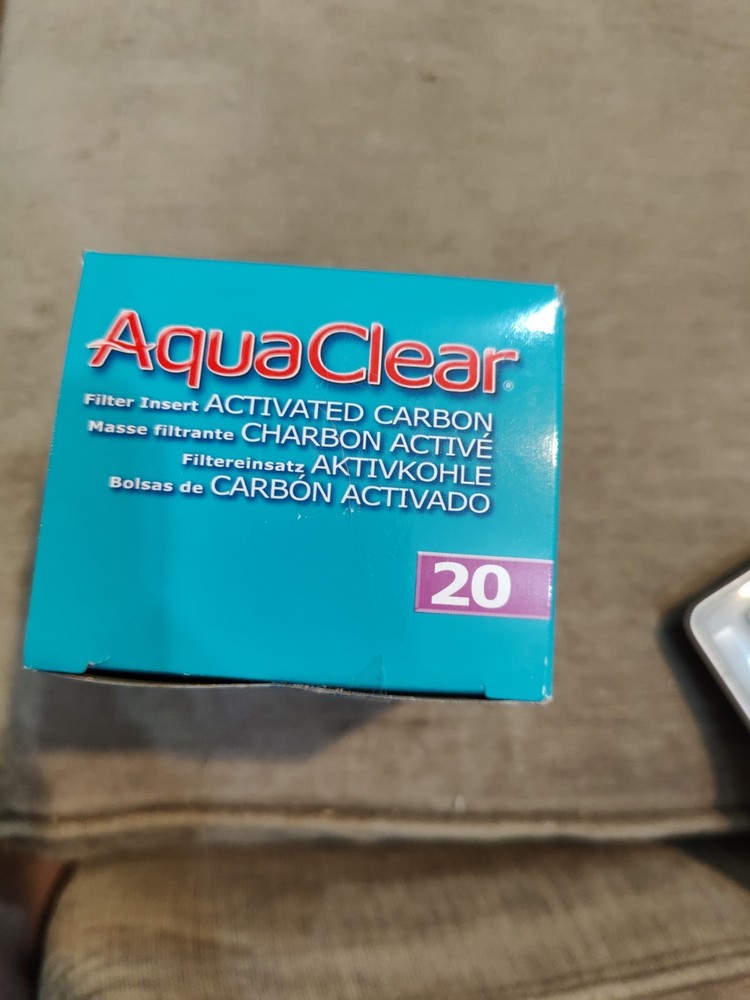 AquaClear®
Filter Insert ACTIVATED CARBON
Masse filtrante CHARBON ACTIVÉ
Filtereinsatz AKTIVKOHLE
Bolsas de CARBÓN ACTIVADO
20